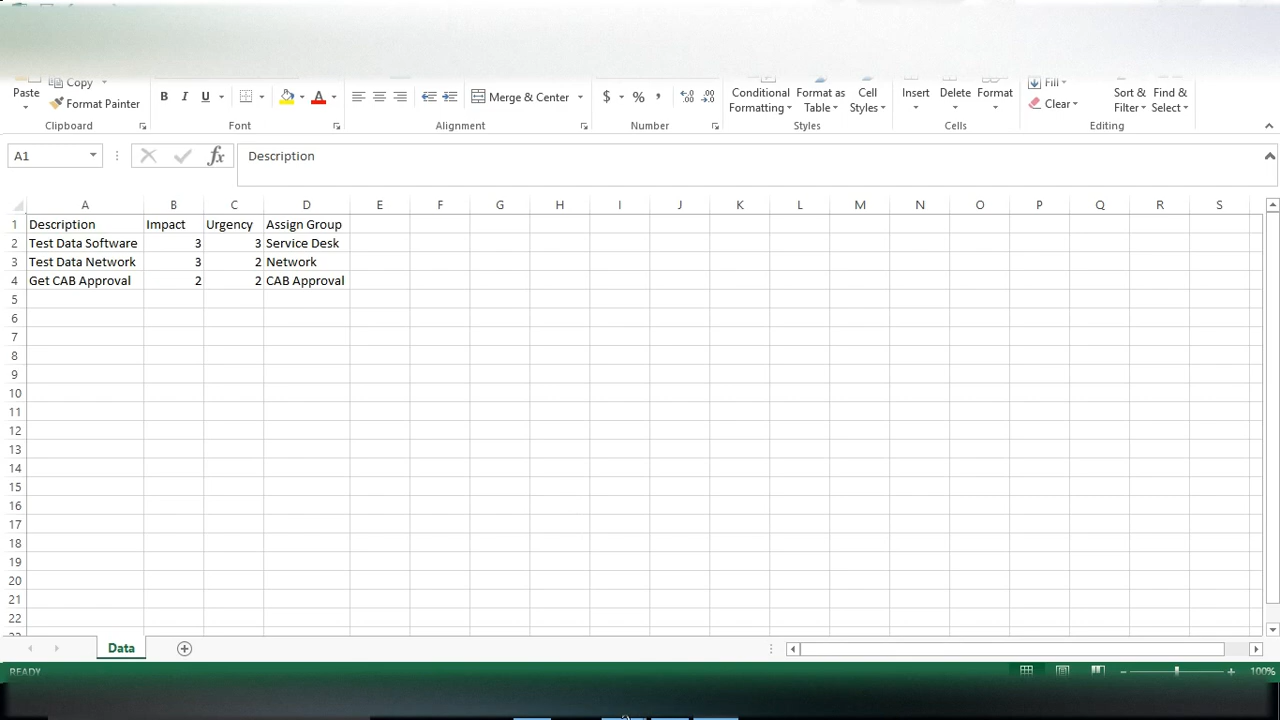 Copy
Paste
Format Painter
B I U
A
Merge & Center
$ % ,
Conditional Formatting
Format as Table
Cell Styles
Insert
Delete
Format
Fill
Clear
Sort & Filter
Find & Select
Clipboard
Font
Alignment
Number
Styles
Cells
Editing
A1
fx
Description
A B C D E F G H I J K L M N O P Q R S
1 Description Impact Urgency Assign Group
2 Test Data Software 3 3 Service Desk
3 Test Data Network 3 2 Network
4 Get CAB Approval 2 2 CAB Approval
5
6
7
8
9
10
11
12
13
14
15
16
17
18
19
20
21
22
Data
READY
100%